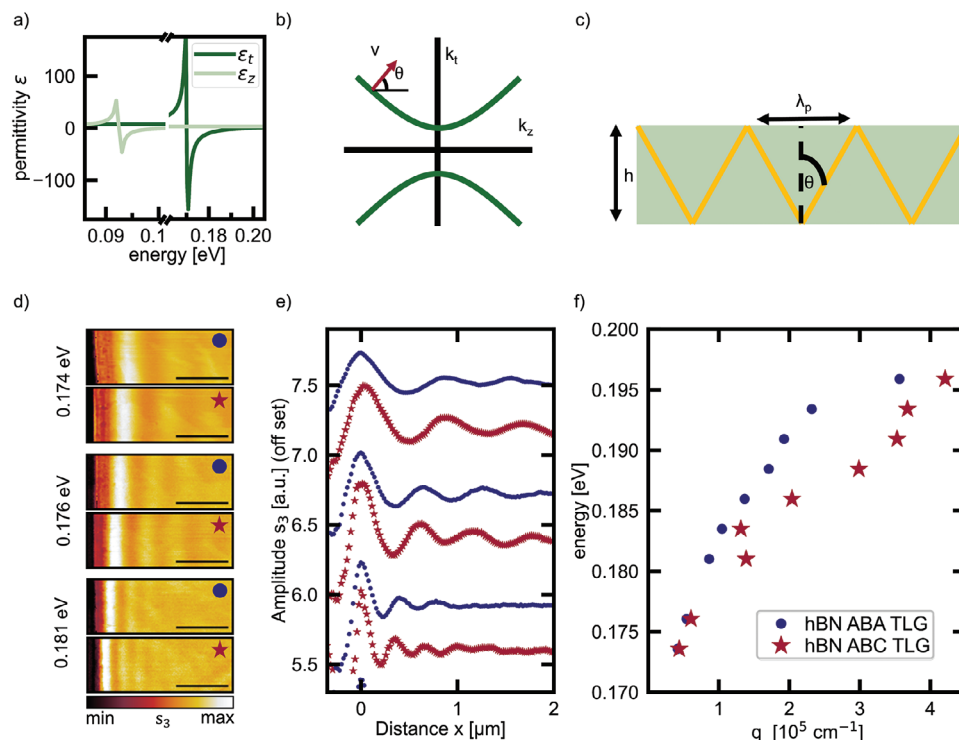 a)
permittivity ε
100
0
−100
εt
εz
0.09
0.1
0.18
0.20
energy [eV]
b)
v
θ
kt
kz
c)
λp
h
θ
d)
0.174 eV
0.176 eV
0.181 eV
min
s3
max
e)
Amplitude s3 [a.u.] (off set)
7.5
7.0
6.5
6.0
5.5
0
1
2
Distance x [μm]
f)
energy [eV]
0.200
0.195
0.190
0.185
0.180
0.175
0.170
hBN ABA TLG
hBN ABC TLG
1
2
3
4
q [10⁵ cm⁻¹]